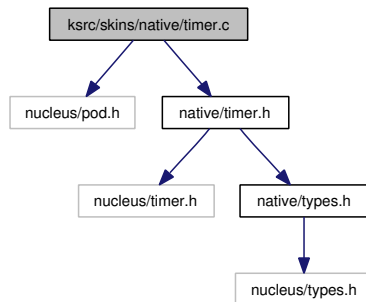 ksrc/skins/native/timer.c
nucleus/pod.h
native/timer.h
nucleus/timer.h
native/types.h
nucleus/types.h